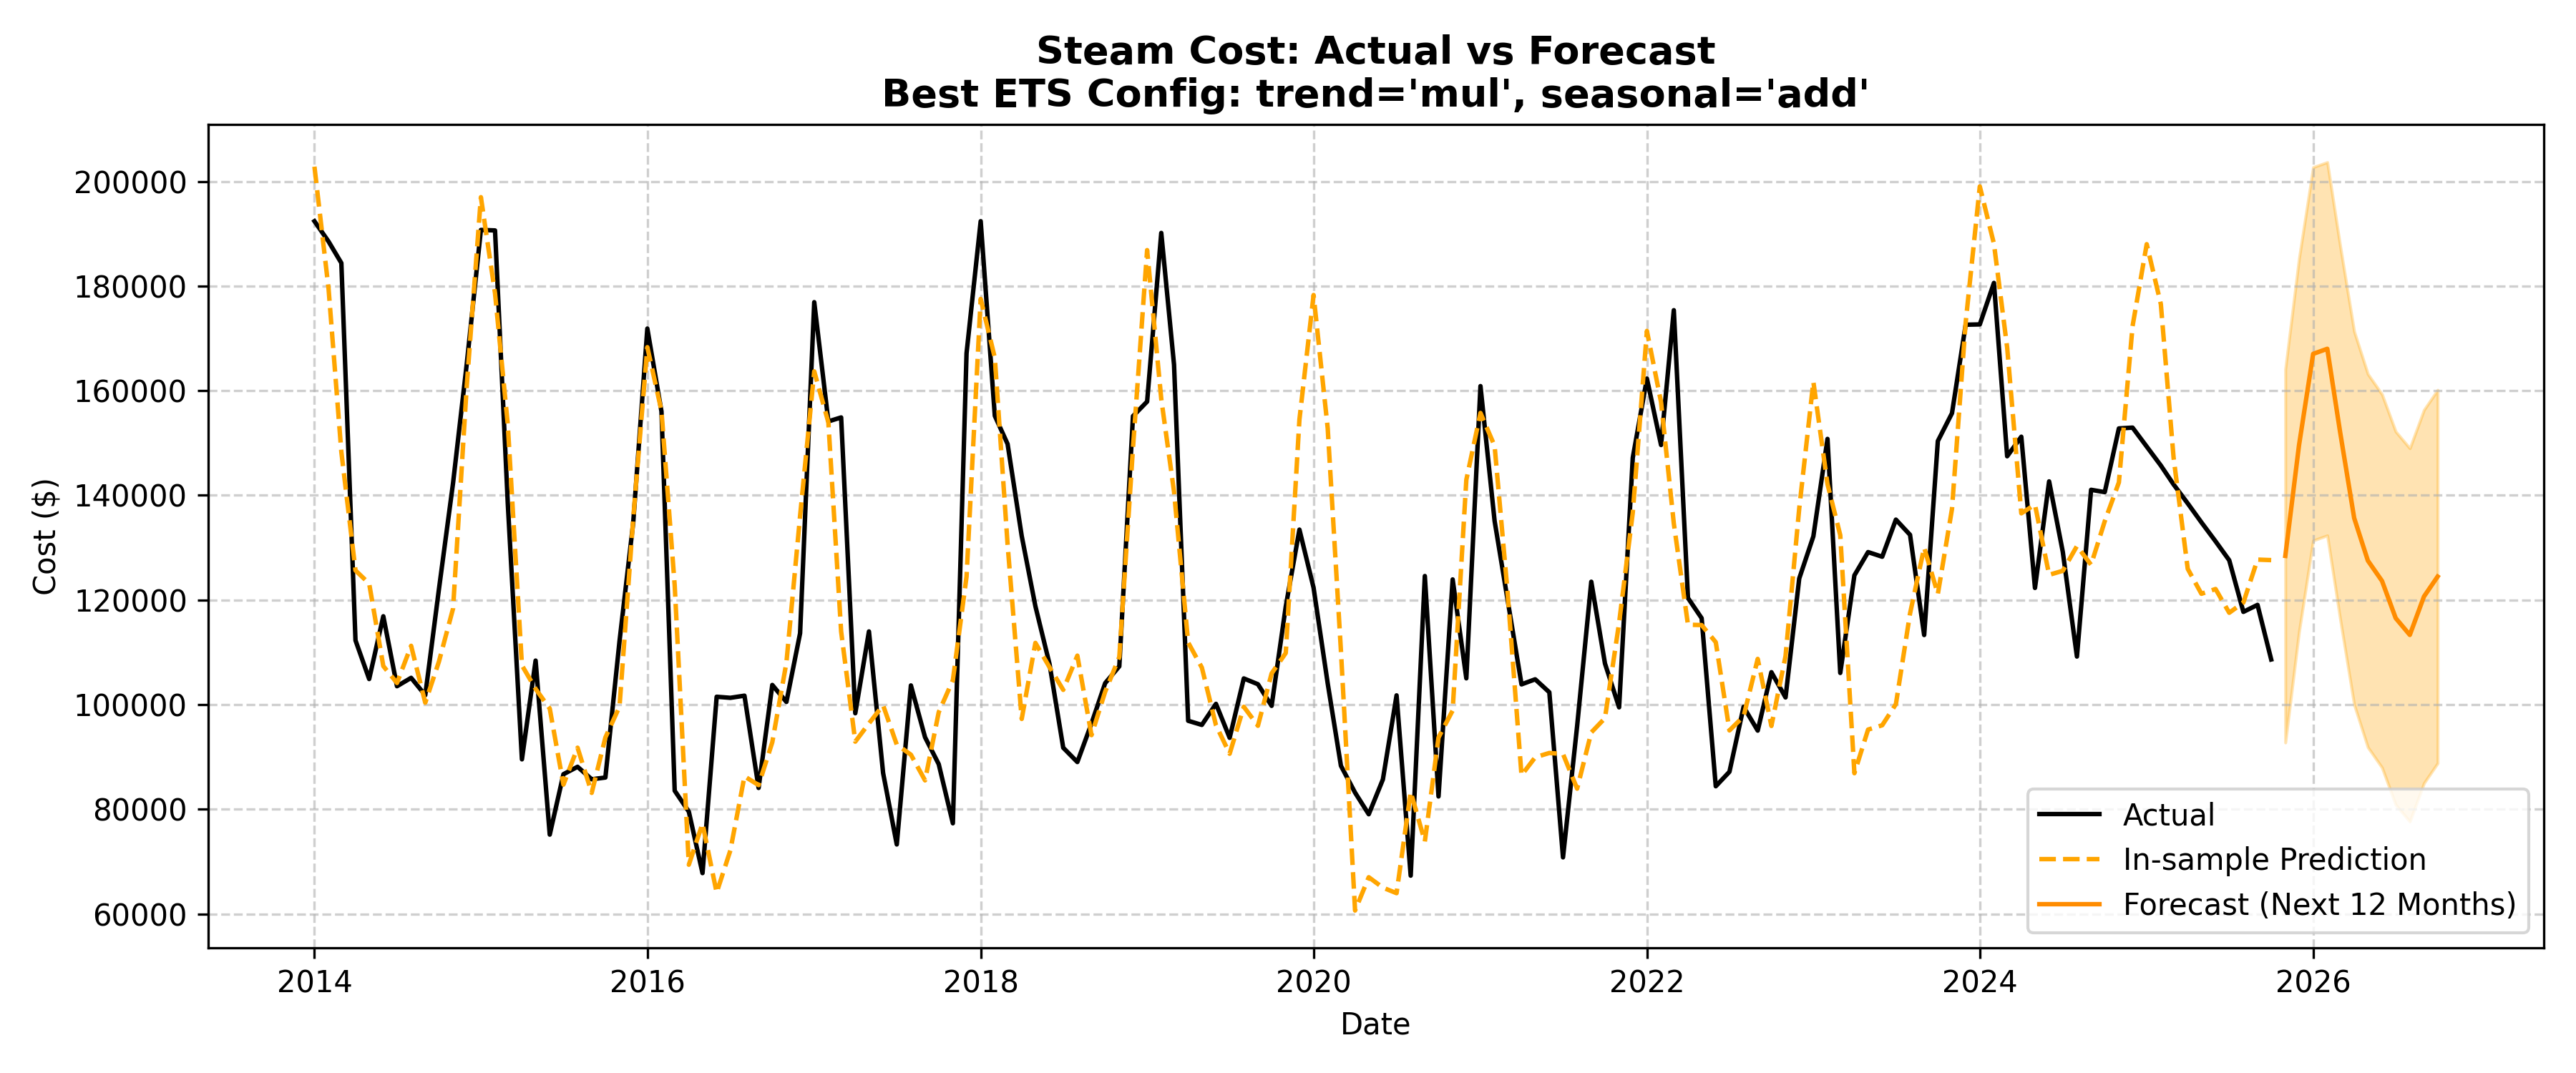 Steam Cost: Actual vs Forecast
Best ETS Config: trend='mul', seasonal='add'
Cost ($)
200000
180000
160000
140000
120000
100000
80000
60000
2014
2016
2018
2020
2022
2024
2026
Date
Actual
In-sample Prediction
Forecast (Next 12 Months)